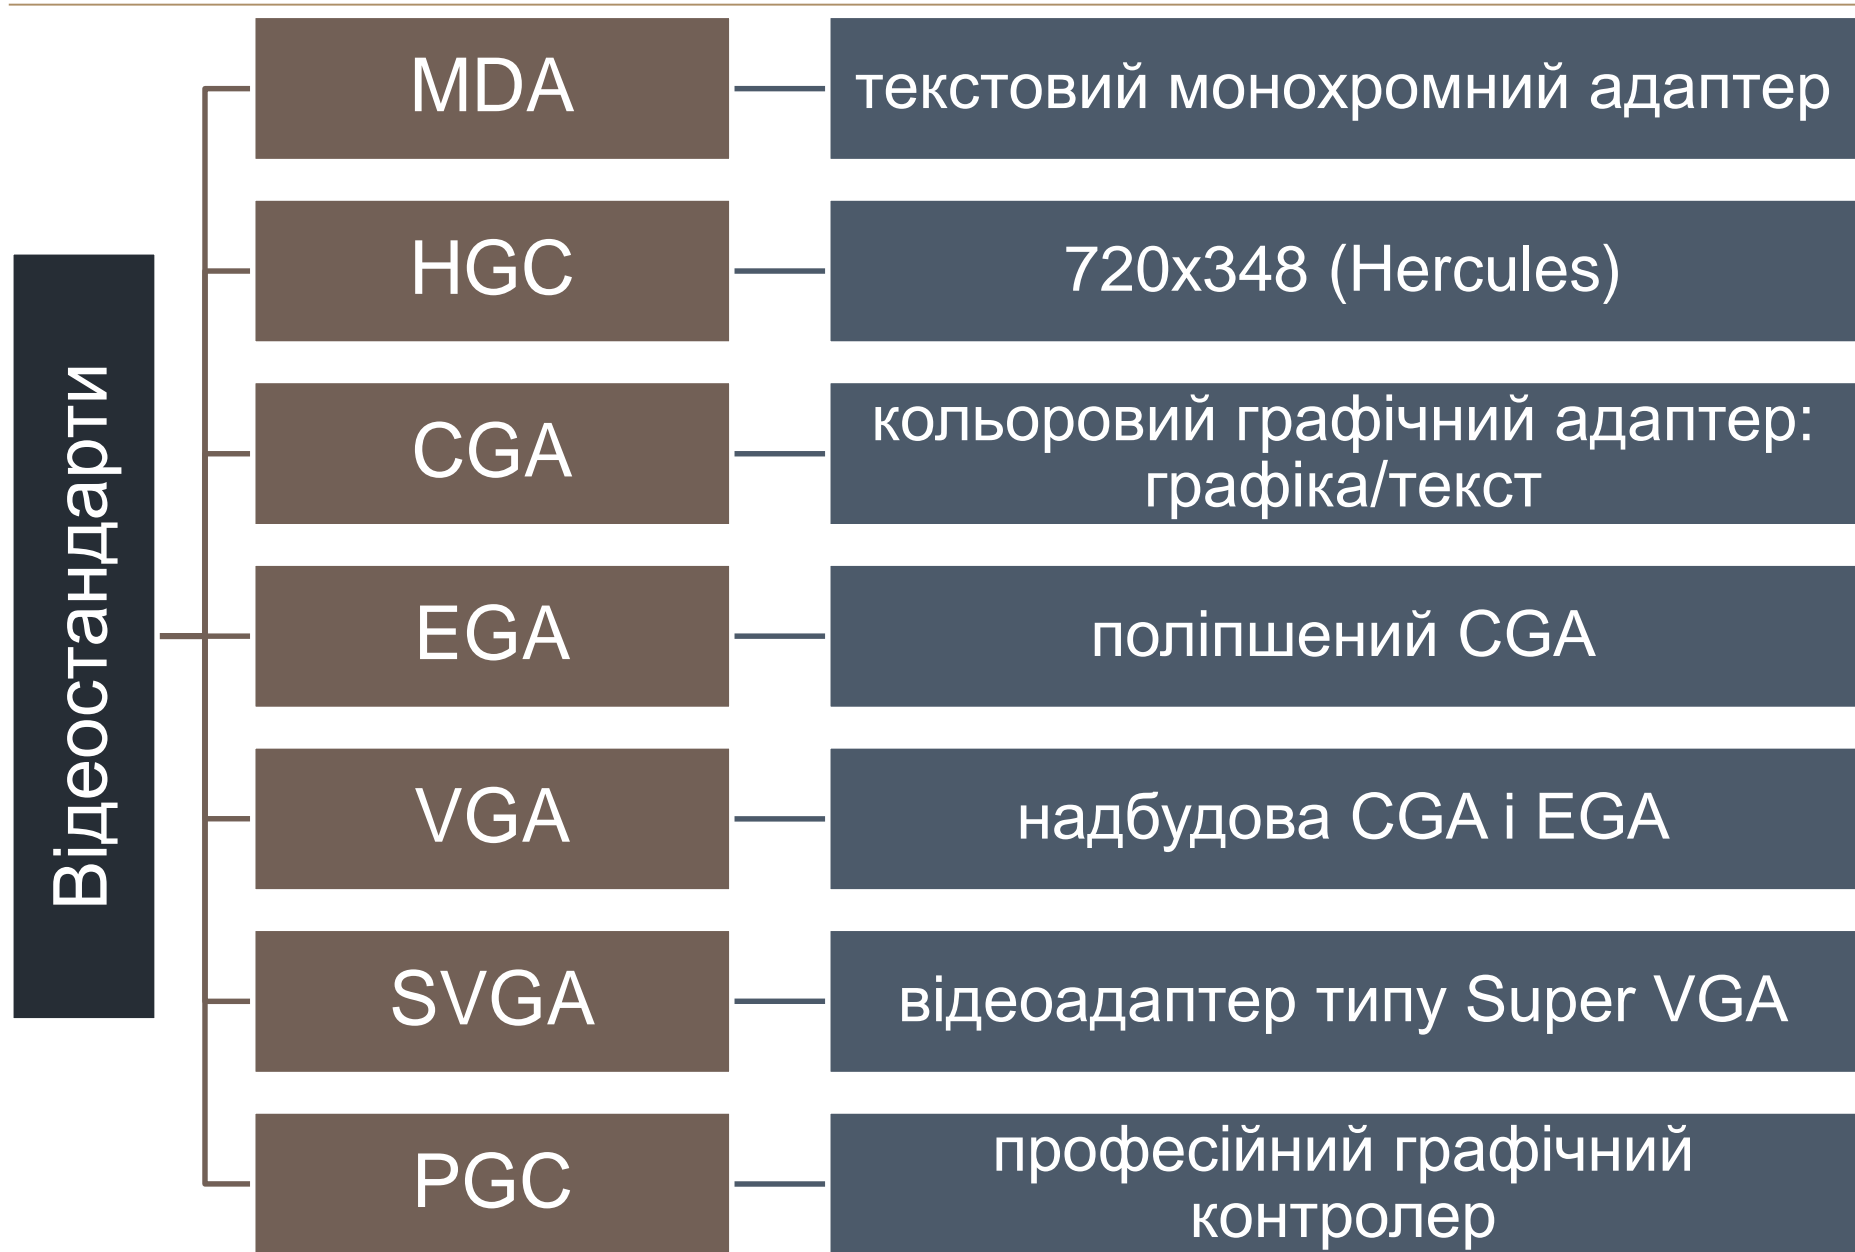 Відеостандарти
MDA
текстовий монохромний адаптер
HGC
720x348 (Hercules)
CGA
кольоровий графічний адаптер:
графіка/текст
EGA
поліпшений CGA
VGA
надбудова CGA і EGA
SVGA
відеоадаптер типу Super VGA
PGC
професійний графічний
контролер